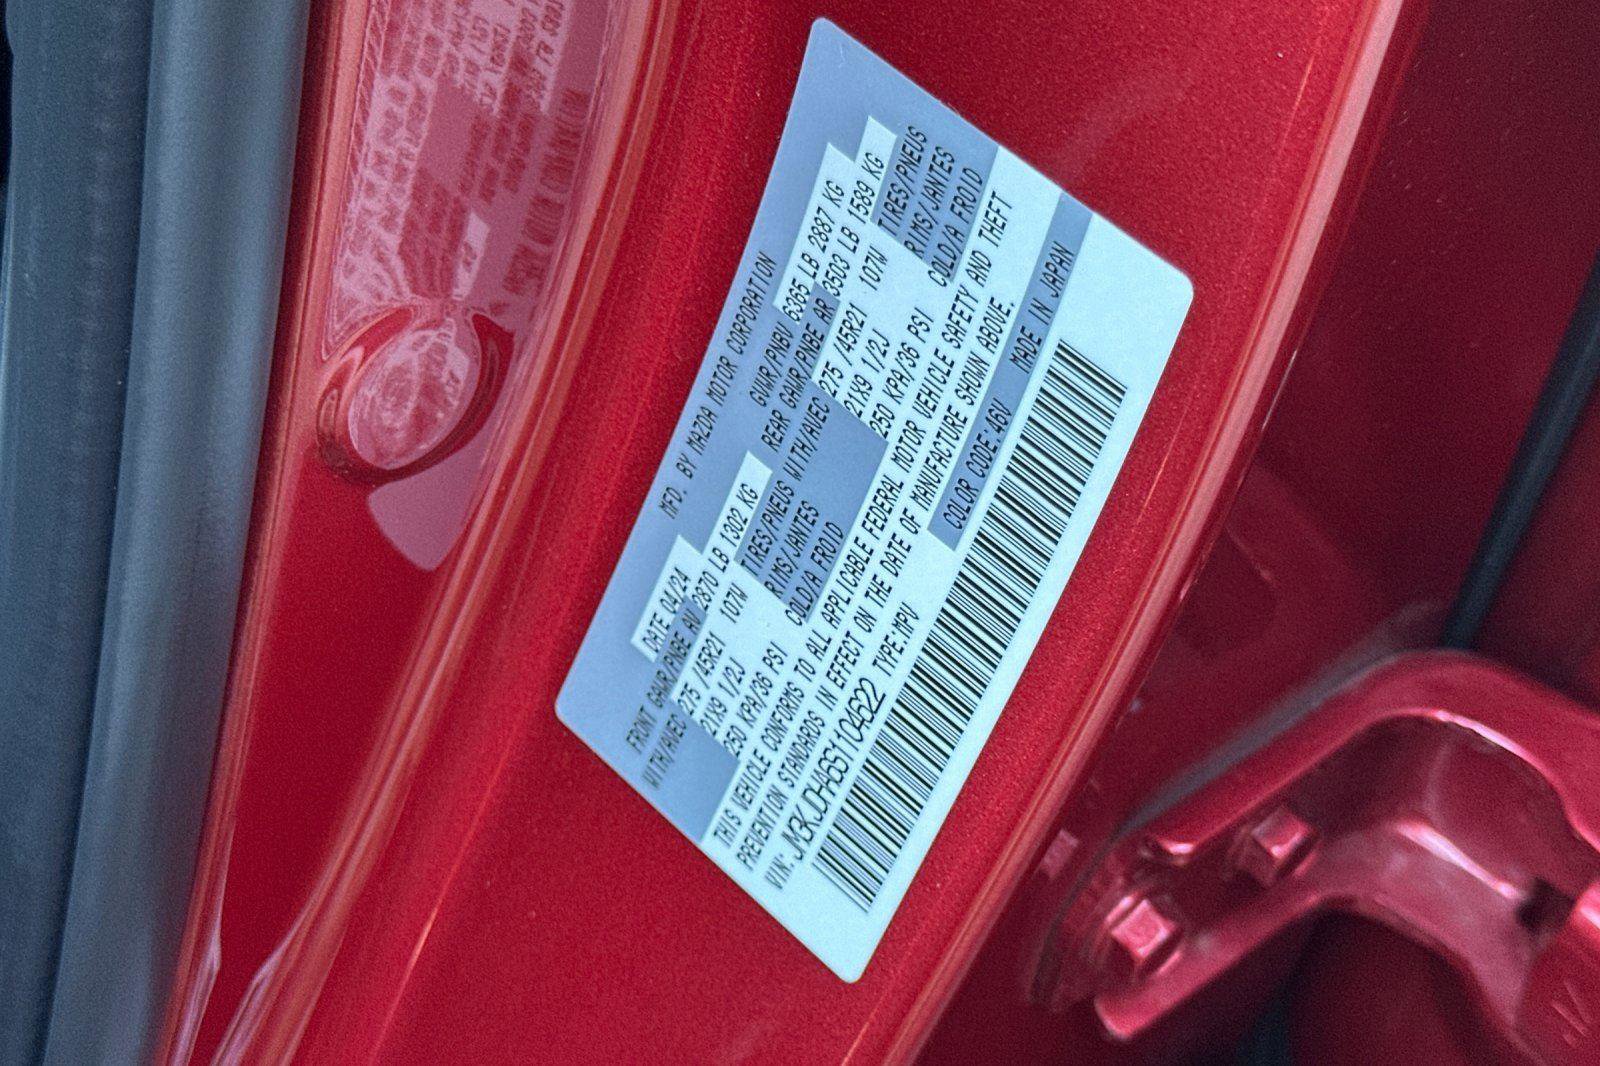 MFD. BY MAZDA MOTOR CORPORATION
DATE 04/24 GVWR/PNBU 6365 LB 2887 KG
FRONT GAWR/PNBE AV 2870 LB 1302 KG REAR GAWR/PNBE AR 3503 LB 1589 KG
WITH/AVEC 275 /45R21 107W TIRES/PNEUS WITH/AVEC 275 /45R21 107W TIRES/PNEUS
21X9 1/2J RIMS/JANTES 21X9 1/2J RIMS/JANTES
250 KPA/36 PSI COLD/A FROID 250 KPA/36 PSI COLD/A FROID
THIS VEHICLE CONFORMS TO ALL APPLICABLE FEDERAL MOTOR VEHICLE SAFETY AND THEFT
PREVENTION STANDARDS IN EFFECT ON THE DATE OF MANUFACTURE SHOWN ABOVE.
VIN: JM3KJDHA6S1104622 TYPE:MPV COLOR CODE:46V MADE IN JAPAN